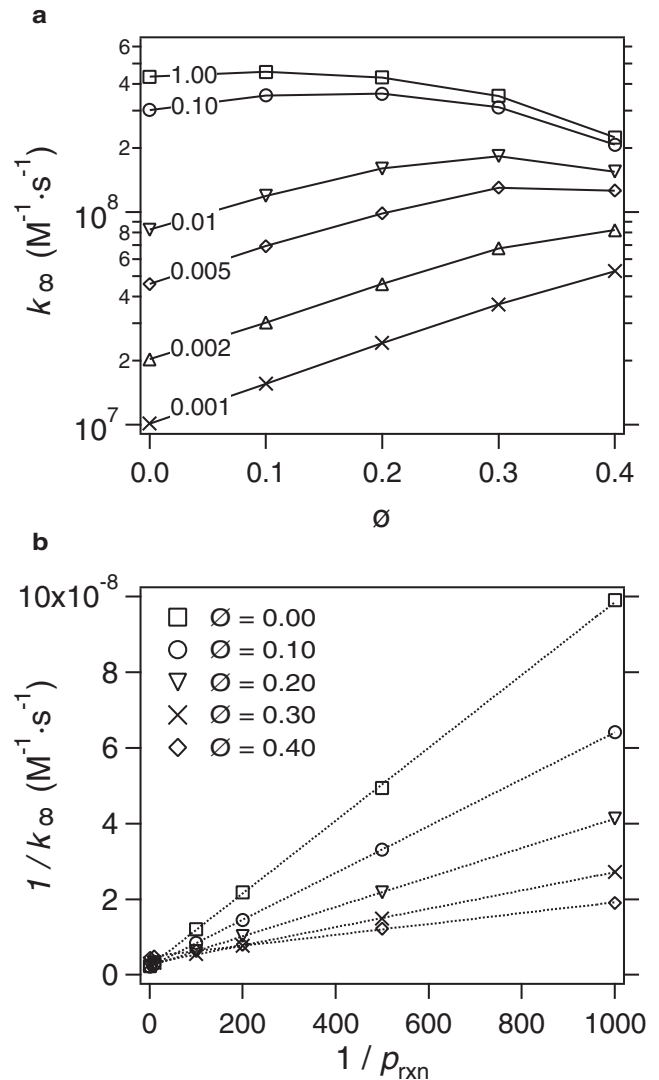 a
6
4
2
10⁸
8
6
4
2
10⁷
k∞ (M⁻¹·s⁻¹)
1.00
0.10
0.01
0.005
0.002
0.001
0.0 0.1 0.2 0.3 0.4
ø
b
10x10⁻⁸
8
6
4
2
0
1 / k∞ (M⁻¹·s⁻¹)
Ø = 0.00
Ø = 0.10
Ø = 0.20
Ø = 0.30
Ø = 0.40
0 200 400 600 800 1000
1 / pᵣₓₙ